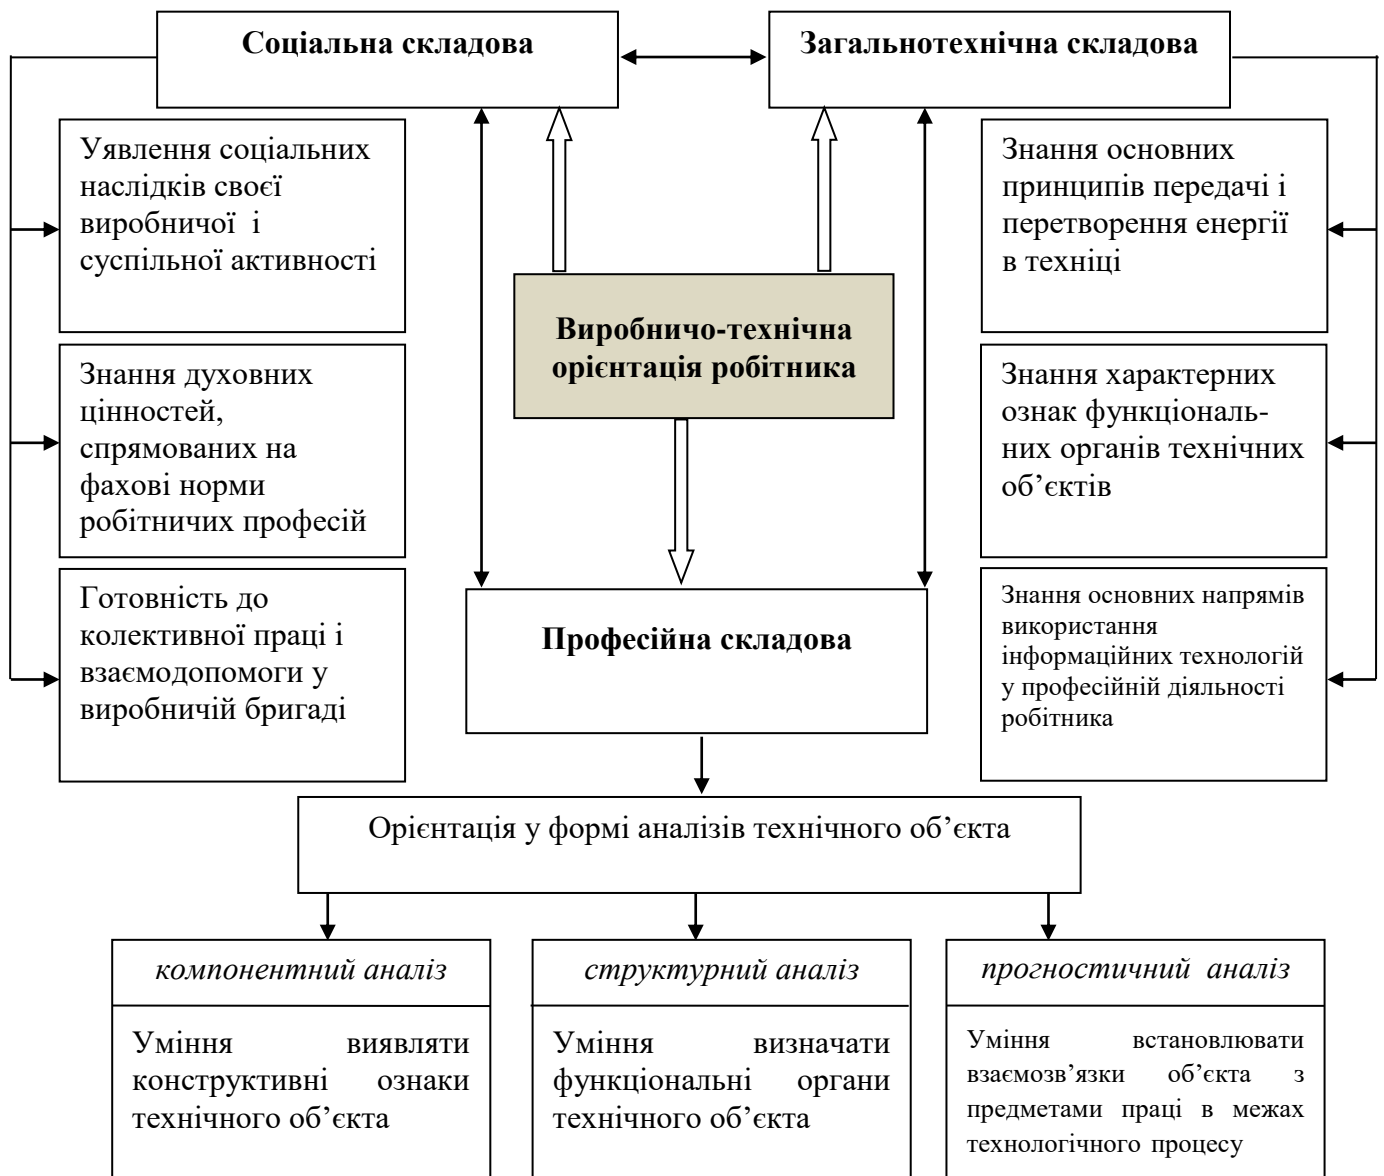 Соціальна складова
Загальнотехнічна складова
Уявлення соціальних
наслідків своєї
виробничої і
суспільної активності
Знання основних
принципів передачі і
перетворення енергії
в техніці
Виробничо-технічна
орієнтація робітника
Знання духовних
цінностей,
спрямованих на
фахові норми
робітничих професій
Знання характерних
ознак функціональ-
них органів технічних
об’єктів
Готовність до
колективної праці і
взаємодопомоги у
виробничій бригаді
Професійна складова
Знання основних напрямів
використання
інформаційних технологій
у професійній діяльності
робітника
Орієнтація у формі аналізів технічного об’єкта
компонентний аналіз
Уміння виявляти
конструктивні ознаки
технічного об’єкта
структурний аналіз
Уміння визначати
функціональні органи
технічного об’єкта
прогностичний аналіз
Уміння встановлювати
взаємозв'язки об’єкта з
предметами праці в межах
технологічного процесу